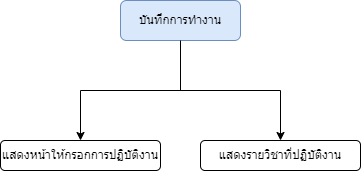 บันทึกการทำงาน
แสดงหน้าให้กรอกการปฏิบัติงาน
แสดงรายวิชาที่ปฏิบัติงาน